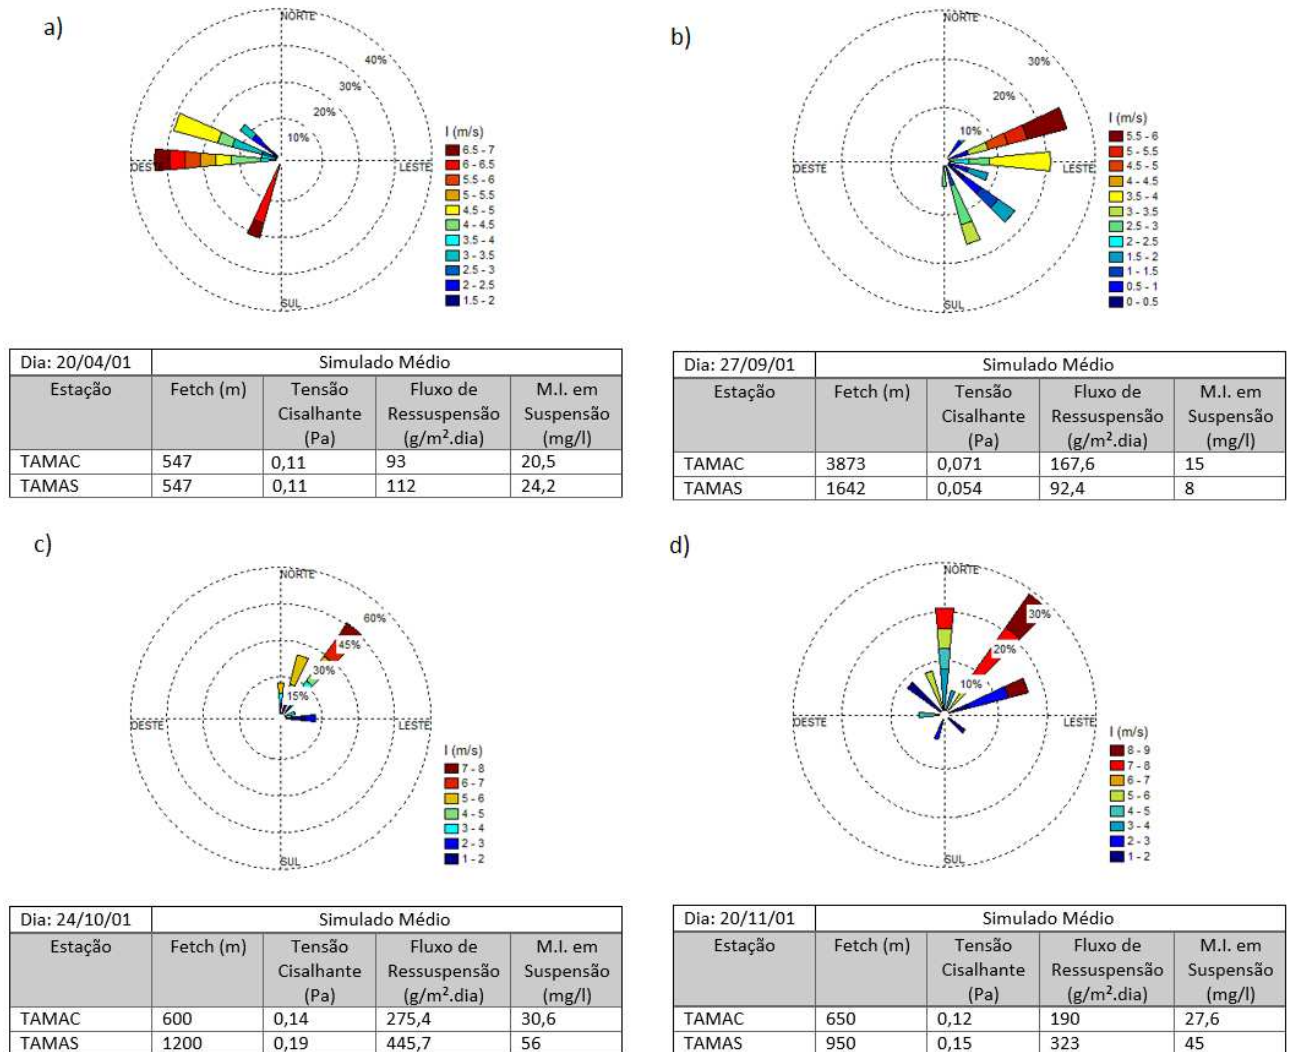 a)
NORTE
40%
30%
20%
10%
OESTE
LESTE
SUL
I (m/s)
6.5 - 7
6 - 6.5
5.5 - 6
5 - 5.5
4.5 - 5
4 - 4.5
3.5 - 4
3 - 3.5
2.5 - 3
2 - 2.5
1.5 - 2
b)
NORTE
30%
20%
10%
OESTE
LESTE
SUL
I (m/s)
5.5 - 6
5 - 5.5
4.5 - 5
4 - 4.5
3.5 - 4
3 - 3.5
2.5 - 3
2 - 2.5
1.5 - 2
1 - 1.5
0.5 - 1
0 - 0.5
Dia: 20/04/01 Simulado Médio
Estação Fetch (m) Tensão Cisalhante (Pa) Fluxo de Ressuspensão (g/m².dia) M.I. em Suspensão (mg/l)
TAMAC 547 0,11 93 20,5
TAMAS 547 0,11 112 24,2
Dia: 27/09/01 Simulado Médio
Estação Fetch (m) Tensão Cisalhante (Pa) Fluxo de Ressuspensão (g/m².dia) M.I. em Suspensão (mg/l)
TAMAC 3873 0,071 167,6 15
TAMAS 1642 0,054 92,4 8
c)
NORTE
60%
45%
30%
15%
OESTE
LESTE
SUL
I (m/s)
7 - 8
6 - 7
5 - 6
4 - 5
3 - 4
2 - 3
1 - 2
d)
NORTE
30%
20%
10%
OESTE
LESTE
SUL
I (m/s)
8 - 9
7 - 8
6 - 7
5 - 6
4 - 5
3 - 4
2 - 3
1 - 2
Dia: 24/10/01 Simulado Médio
Estação Fetch (m) Tensão Cisalhante (Pa) Fluxo de Ressuspensão (g/m².dia) M.I. em Suspensão (mg/l)
TAMAC 600 0,14 275,4 30,6
TAMAS 1200 0,19 445,7 56
Dia: 20/11/01 Simulado Médio
Estação Fetch (m) Tensão Cisalhante (Pa) Fluxo de Ressuspensão (g/m².dia) M.I. em Suspensão (mg/l)
TAMAC 650 0,12 190 27,6
TAMAS 950 0,15 323 45